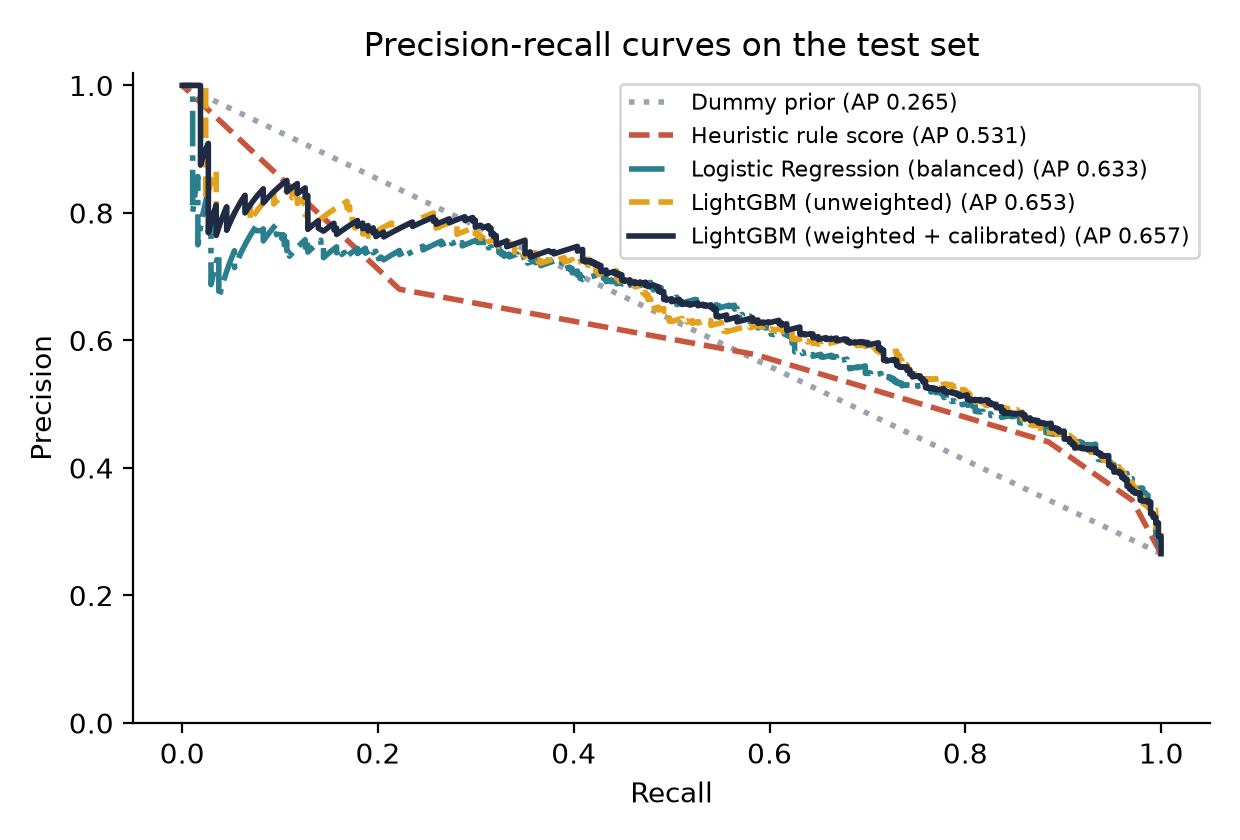 Precision-recall curves on the test set
Dummy prior (AP 0.265)
Heuristic rule score (AP 0.531)
Logistic Regression (balanced) (AP 0.633)
LightGBM (unweighted) (AP 0.653)
LightGBM (weighted + calibrated) (AP 0.657)
Precision
1.0
0.8
0.6
0.4
0.2
0.0
0.0 0.2 0.4 0.6 0.8 1.0
Recall